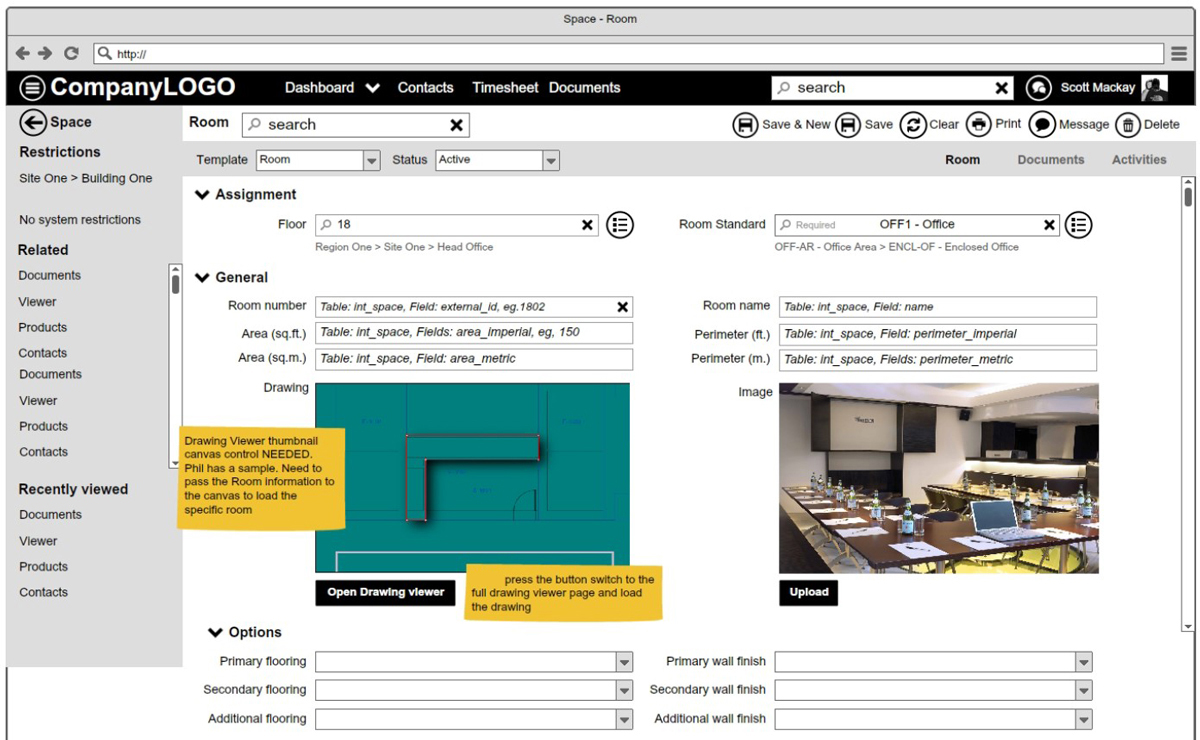 Space - Room
http://
CompanyLOGO Dashboard Contacts Timesheet Documents search Scott Mackay
Space
Room search Save & New Save Clear Print Message Delete
Restrictions
Site One > Building One
No system restrictions
Related
Documents
Viewer
Products
Contacts
Documents
Viewer
Products
Contacts
Recently viewed
Documents
Viewer
Products
Contacts
Template Room Status Active Room Documents Activities
Assignment
Floor 18 Room Standard Required OFF1 - Office
Region One > Site One > Head Office OFF-AR - Office Area > ENCL-OF - Enclosed Office
General
Room number Table: int_space, Field: external_id, eg.1802 Room name Table: int_space, Field: name
Area (sq.ft.) Table: int_space, Fields: area_imperial, eg, 150 Perimeter (ft.) Table: int_space, Field: perimeter_imperial
Area (sq.m.) Table: int_space, Field: area_metric Perimeter (m.) Table: int_space, Fields: perimeter_metric
Drawing Image
Drawing Viewer thumbnail
canvas control NEEDED.
Phil has a sample. Need to
pass the Room information to
the canvas to load the
specific room
Open Drawing viewer
press the button switch to the
full drawing viewer page and load
the drawing
Upload
Options
Primary flooring Primary wall finish
Secondary flooring Secondary wall finish
Additional flooring Additional wall finish